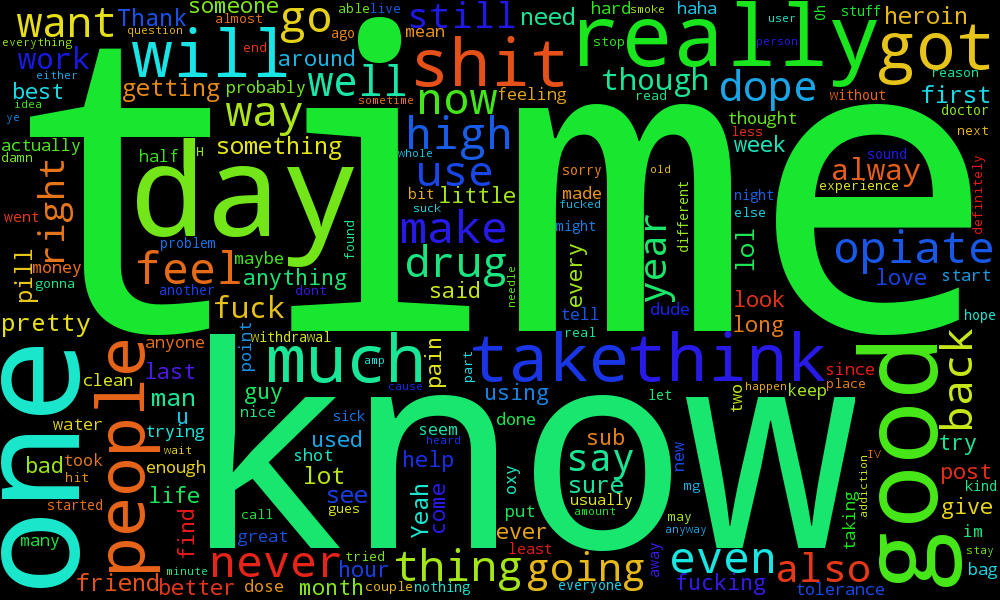 someone
almost
able
live
hard
smoke
haha
user
Oh
stuff
want
Thank
question
go
ago
still
mean
need
really
heroin
everything
work
will
end
around
stop
person
got
idea
either
best
getting
probably
well
shit
feeling
though
read
dope
without
reason
first
doctor
ye
way
sometime
now
thought
less
week
next
actually
damn
half
H
something
high
whole
time
sound
alway
experience
definitely
right
day
use
bit
little
suck
sorry
made
fucked
might
old
different
night
else
went
problem
found
make
year
lol
opiate
pill
money
gonna
feel
maybe
anything
drug
needle
every
love
start
another
dont
said
tell
dude
look
hope
pretty
fuck
withdrawal
real
long
one
people
anyone
point
much
amp
pain
part
take
think
since
place
good
back
last
clean
guy
cause
using
let
two
happen
keep
man
u
nice
know
sick
seem
done
water
trying
used
heard
sub
try
wait
shot
help
say
new
bad
took
hit
enough
lot
sure
oxy
usually
mg
IV
addiction
post
kind
started
life
see
come
gues
Yeah
put
amount
may
taking
give
many
find
call
great
ever
anyway
im
stay
friend
minute
better
never
dose
hour
tried
month
couple
thing
nothing
least
going
everyone
away
even
fucking
also
tolerance
bag